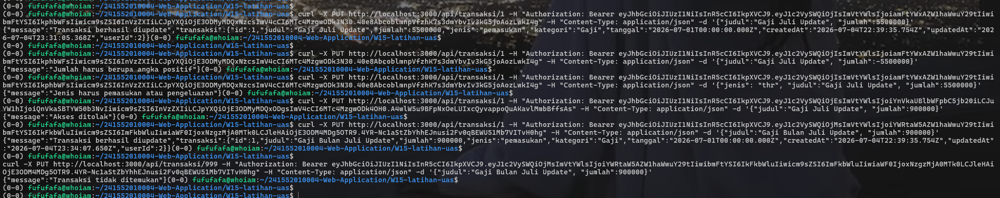 (0-0) fufufafa@whoiam:~/241552010004-Web-Application/W15-latihan-uas$
(0-0) fufufafa@whoiam:~/241552010004-Web-Application/W15-latihan-uas$ curl -X PUT http://localhost:3000/api/transaksi/1 -H "Authorization: Bearer eyJhbGciOiJIUzI1NiIsInR5cCI6IkpXVCJ9.eyJ1c2VySWQiOjIsImVtYWlsIjoiamFtYWxAZW1haWwuY29tIiwi
bmFtYSI6IkphbWFsIiwicm9sZSI6InVzZXIiLCJpYXQiOjE3ODMyMDQxNzcsImV4cCI6MTc4MzgwODk3N30.40e8AbcoblmnpVfzhK7s3dmYbvIv3kG5joAozLwkI4g" -H "Content-Type: application/json" -d '{"judul":"Gaji Juli Update", "jumlah":5500000}'
{"message":"Transaksi berhasil diupdate","transaksi":{"id":1,"judul":"Gaji Juli Update","jumlah":5500000,"jenis":"pemasukan","kategori":"Gaji","tanggal":"2026-07-01T00:00:00.000Z","createdAt":"2026-07-04T22:39:35.754Z","updatedAt":"202
6-07-04T23:31:05.368Z","userId":2}}(0-0) fufufafa@whoiam:~/241552010004-Web-Application/W15-latihan-uas$
(0-0) fufufafa@whoiam:~/241552010004-Web-Application/W15-latihan-uas$
(0-0) fufufafa@whoiam:~/241552010004-Web-Application/W15-latihan-uas$ curl -X PUT http://localhost:3000/api/transaksi/1 -H "Authorization: Bearer eyJhbGciOiJIUzI1NiIsInR5cCI6IkpXVCJ9.eyJ1c2VySWQiOjIsImVtYWlsIjoiamFtYWxAZW1haWwuY29tIiwi
bmFtYSI6IkphbWFsIiwicm9sZSI6InVzZXIiLCJpYXQiOjE3ODMyMDQxNzcsImV4cCI6MTc4MzgwODk3N30.40e8AbcoblmnpVfzhK7s3dmYbvIv3kG5joAozLwkI4g" -H "Content-Type: application/json" -d '{"judul":"Gaji Juli Update", "jumlah":-5500000}'
{"message":"Jumlah harus berupa angka positif"}(0-0) fufufafa@whoiam:~/241552010004-Web-Application/W15-latihan-uas$
(0-0) fufufafa@whoiam:~/241552010004-Web-Application/W15-latihan-uas$ curl -X PUT http://localhost:3000/api/transaksi/1 -H "Authorization: Bearer eyJhbGciOiJIUzI1NiIsInR5cCI6IkpXVCJ9.eyJ1c2VySWQiOjIsImVtYWlsIjoiamFtYWxAZW1haWwuY29tIiwi
bmFtYSI6IkphbWFsIiwicm9sZSI6InVzZXIiLCJpYXQiOjE3ODMyMDQxNzcsImV4cCI6MTc4MzgwODk3N30.40e8AbcoblmnpVfzhK7s3dmYbvIv3kG5joAozLwkI4g" -H "Content-Type: application/json" -d '{"jenis": "thr", "judul":"Gaji Juli Update", "jumlah":5500000}'
{"message":"Jenis harus pemasukan atau pengeluaran"}(0-0) fufufafa@whoiam:~/241552010004-Web-Application/W15-latihan-uas$
(0-0) fufufafa@whoiam:~/241552010004-Web-Application/W15-latihan-uas$ curl -X PUT http://localhost:3000/api/transaksi/1 -H "Authorization: Bearer eyJhbGciOiJIUzI1NiIsInR5cCI6IkpXVCJ9.eyJ1c2VySWQiOjEsImVtYWlsIjoiYnVkaUBlbWFpbC5jb20iLCJu
YW1hIjoiQnVkaSBTYW50b3NvIiwicm9sZSI6InVzZXIiLCJpYXQiOjE3ODMyMDQxODgsImV4cCI6MTc4MzgwODk4OH0.A4wlW5u9BFpNxOeLUIxcQyvappoQuAKavlMmbBffsAs" -H "Content-Type: application/json" -d '{"judul":"Gaji Juli Update", "jumlah":900000}'
{"message":"Akses ditolak"}(0-0) fufufafa@whoiam:~/241552010004-Web-Application/W15-latihan-uas$
(0-0) fufufafa@whoiam:~/241552010004-Web-Application/W15-latihan-uas$ curl -X PUT http://localhost:3000/api/transaksi/1 -H "Authorization: Bearer eyJhbGciOiJIUzI1NiIsInR5cCI6IkpXVCJ9.eyJ1c2VySWQiOjMsImVtYWlsIjoiYWRtaW5AZW1haWwuY29tIiwi
bmFtYSI6IkFkbWluIiwicm9sZSI6ImFkbWluIiwiaWF0IjoxNzgzMjA0MTk0LCJleHAiOjE3ODM4MDg5OTR9.4YR-Nc1aStZbYhhEJnusi2Fv0qBEWU51Mb7VITvH0hg" -H "Content-Type: application/json" -d '{"judul":"Gaji Bulan Juli Update", "jumlah":900000}'
{"message":"Transaksi berhasil diupdate","transaksi":{"id":1,"judul":"Gaji Bulan Juli Update","jumlah":900000,"jenis":"pemasukan","kategori":"Gaji","tanggal":"2026-07-01T00:00:00.000Z","createdAt":"2026-07-04T22:39:35.754Z","updatedAt"
:"2026-07-04T23:34:07.650Z","userId":2}}(0-0) fufufafa@whoiam:~/241552010004-Web-Application/W15-latihan-uas$
(0-0) fufufafa@whoiam:~/241552010004-Web-Application/W15-latihan-uas$
curl -X PUT http://localhost:3000/api/transaksi/999 -H "Authorization: Bearer eyJhbGciOiJIUzI1NiIsInR5cCI6IkpXVCJ9.eyJ1c2VySWQiOjMsImVtYWlsIjoiYWRtaW5AZW1haWwuY29tIiwibmFtYSI6IkFkbWluIiwicm9sZSI6ImFkbWluIiwiaWF0IjoxNzgzMjA0MTk0LCJleHAi
OjE3ODM4MDg5OTR9.4YR-Nc1aStZbYhhEJnusi2Fv0qBEWU51Mb7VITvH0hg" -H "Content-Type: application/json" -d '{"judul":"Gaji Bulan Juli Update", "jumlah":900000}'
{"message":"Transaksi tidak ditemukan"}(0-0) fufufafa@whoiam:~/241552010004-Web-Application/W15-latihan-uas$
(0-0) fufufafa@whoiam:~/241552010004-Web-Application/W15-latihan-uas$
(0-0) fufufafa@whoiam:~/241552010004-Web-Application/W15-latihan-uas$